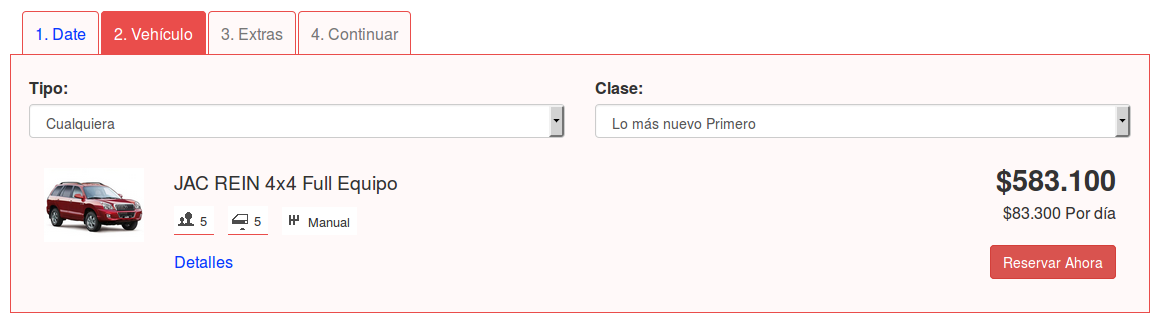 1. Date 2. Vehículo 3. Extras 4. Continuar
Tipo: Clase:
Cualquiera Lo más nuevo Primero
JAC REIN 4x4 Full Equipo $583.100
5 5 Manual $83.300 Por día
Detalles Reservar Ahora